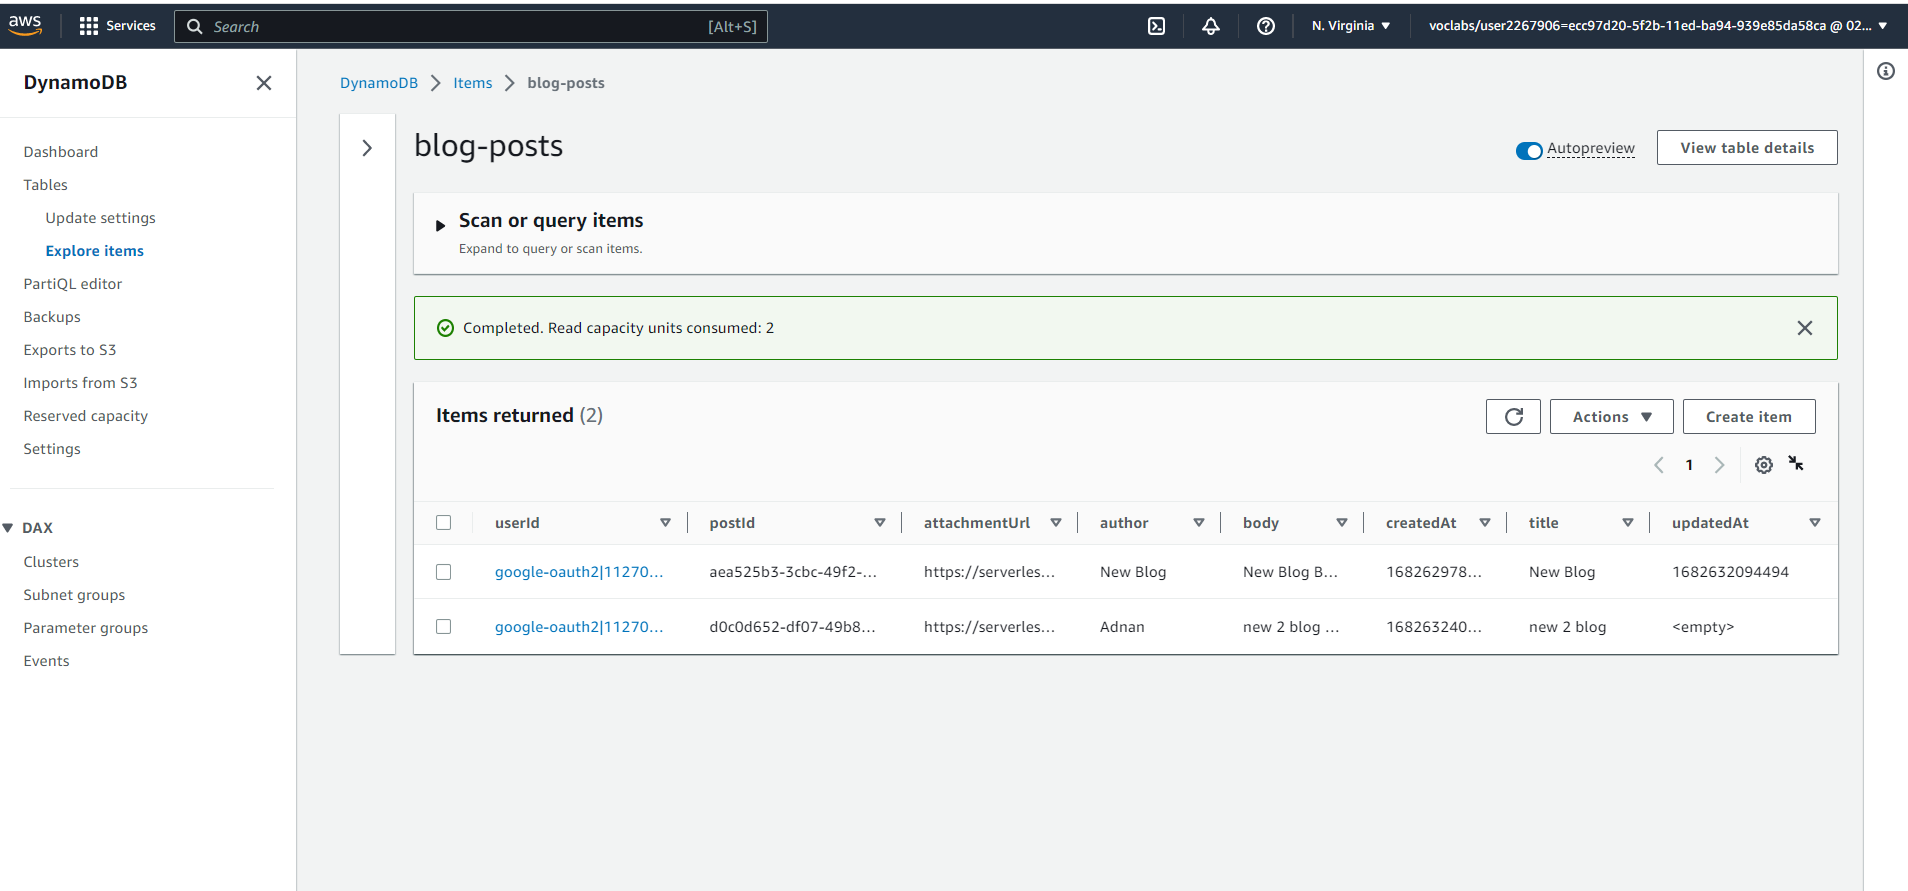 aws Services Search [Alt+S] N. Virginia voclabs/user2267906=ecc97d20-5f2b-11ed-ba94-939e85da58ca @ 02...
DynamoDB
Dashboard
Tables
Update settings
Explore items
PartiQL editor
Backups
Exports to S3
Imports from S3
Reserved capacity
Settings
DAX
Clusters
Subnet groups
Parameter groups
Events
DynamoDB Items blog-posts
blog-posts
Autopreview View table details
Scan or query items
Expand to query or scan items.
Completed. Read capacity units consumed: 2
Items returned (2)
Actions Create item
1
userId postId attachmentUrl author body createdAt title updatedAt
google-oauth2|11270... aea525b3-3cbc-49f2-... https://serverles... New Blog New Blog B... 168262978... New Blog 1682632094494
google-oauth2|11270... d0c0d652-df07-49b8... https://serverles... Adnan new 2 blog ... 168263240... new 2 blog <empty>